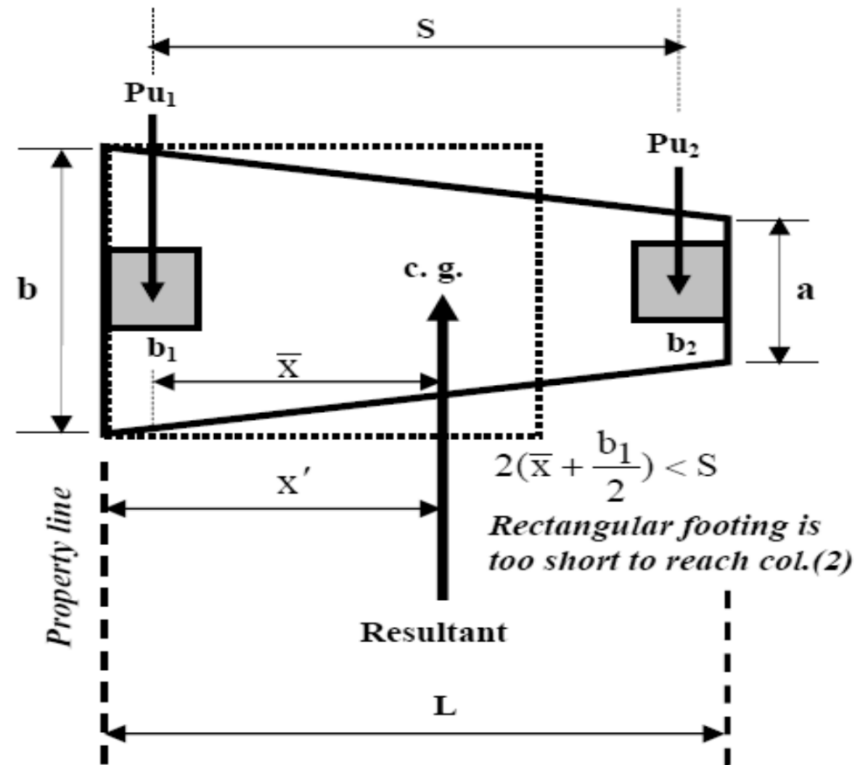 S
Pu₁
Pu₂
b
c. g.
a
b₁
b₂
x̄
2(x̄ + b₁/2) < S
x′
Rectangular footing is
too short to reach col.(2)
Property line
Resultant
L